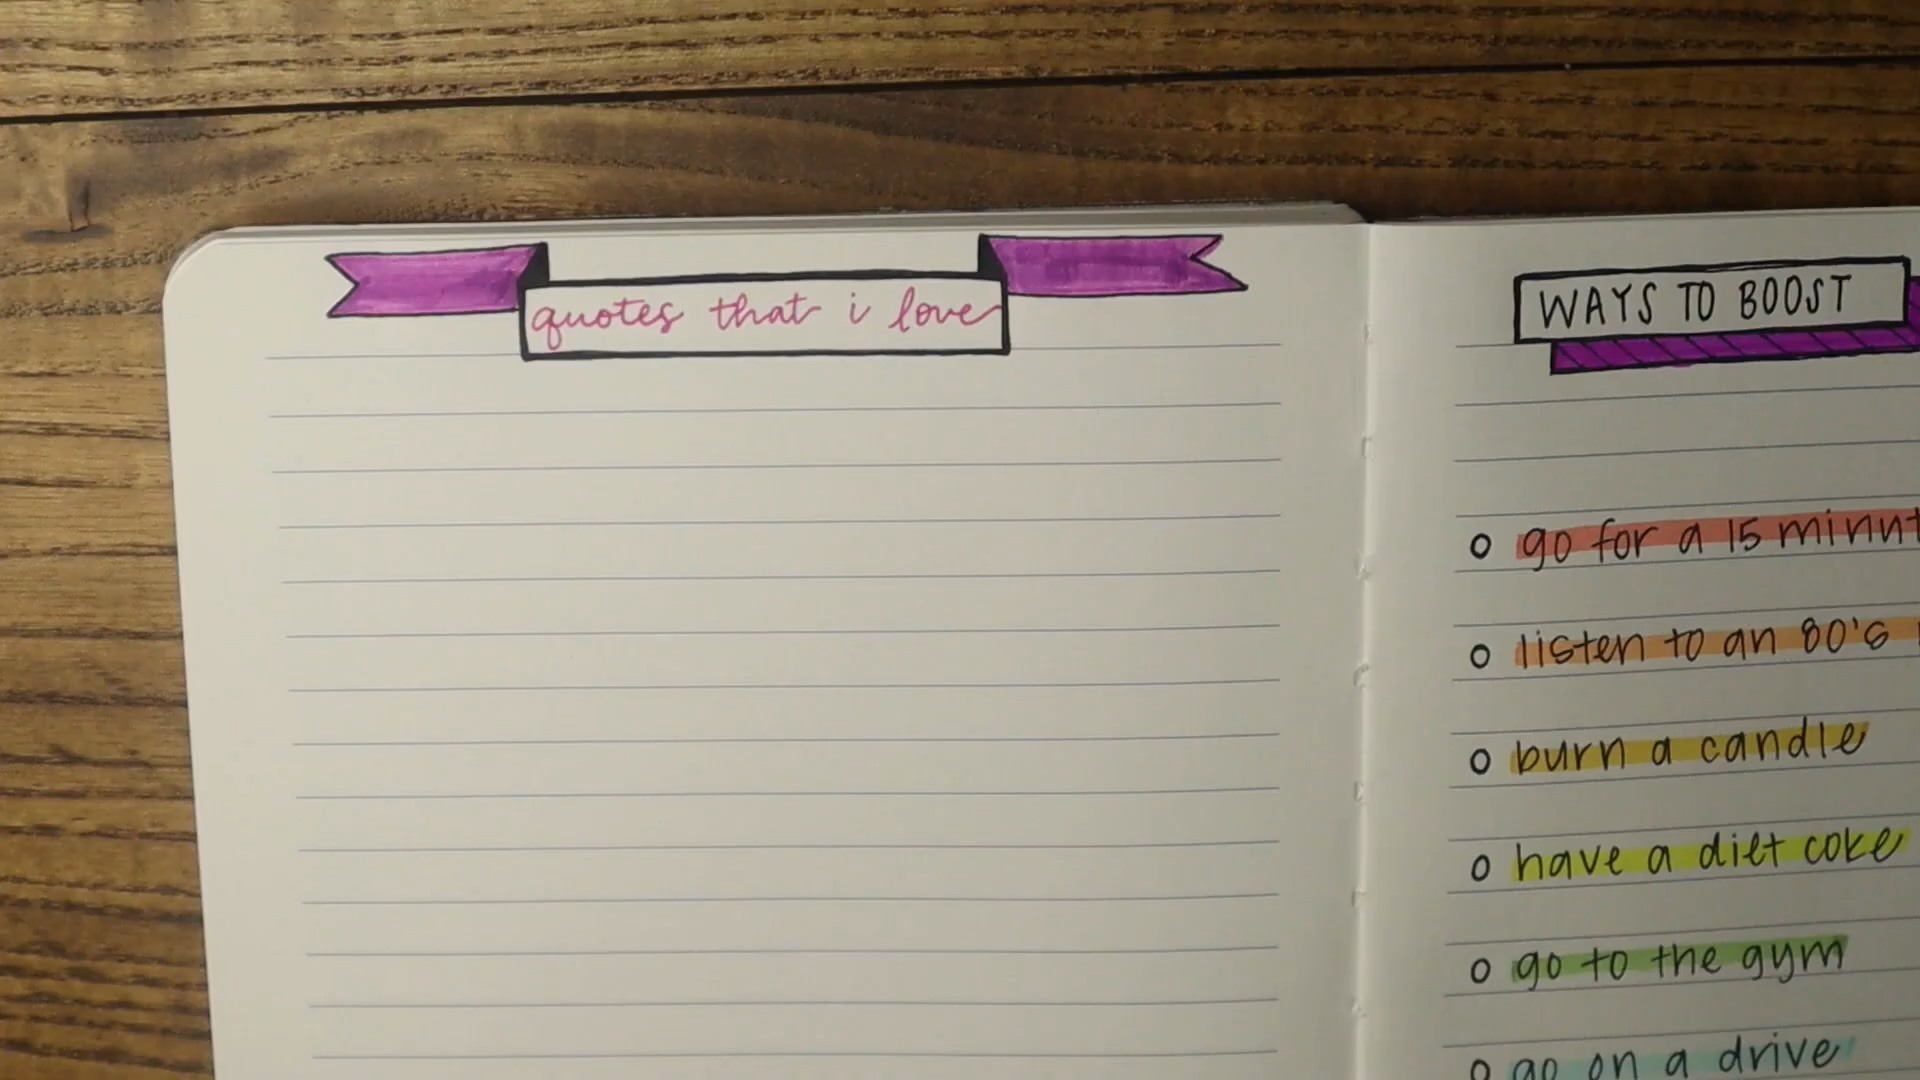 quotes that i love
WAYS TO BOOST
go for a 15
listen to an 80's
burn a candle
have a diet coke
go to the gym
go on a drive